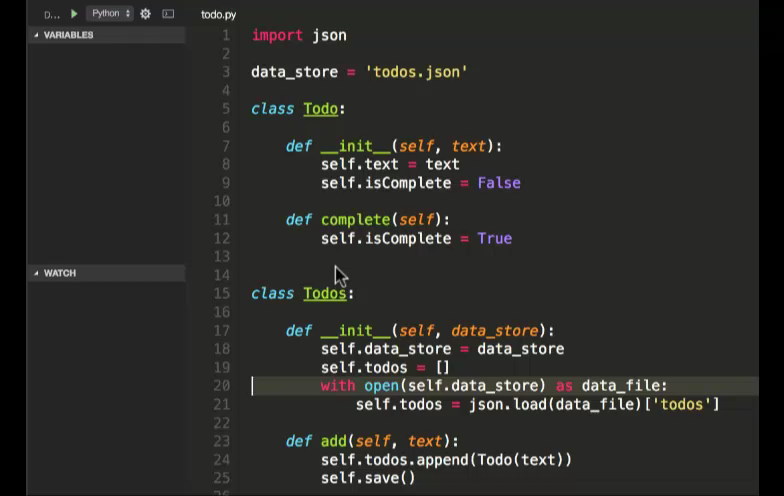 D... Python todo.py
VARIABLES
WATCH
1 import json
2
3 data_store = 'todos.json'
4
5 class Todo:
6
7     def __init__(self, text):
8         self.text = text
9         self.isComplete = False
10
11     def complete(self):
12         self.isComplete = True
13
14
15 class Todos:
16
17     def __init__(self, data_store):
18         self.data_store = data_store
19         self.todos = []
20         with open(self.data_store) as data_file:
21             self.todos = json.load(data_file)['todos']
22
23     def add(self, text):
24         self.todos.append(Todo(text))
25         self.save()